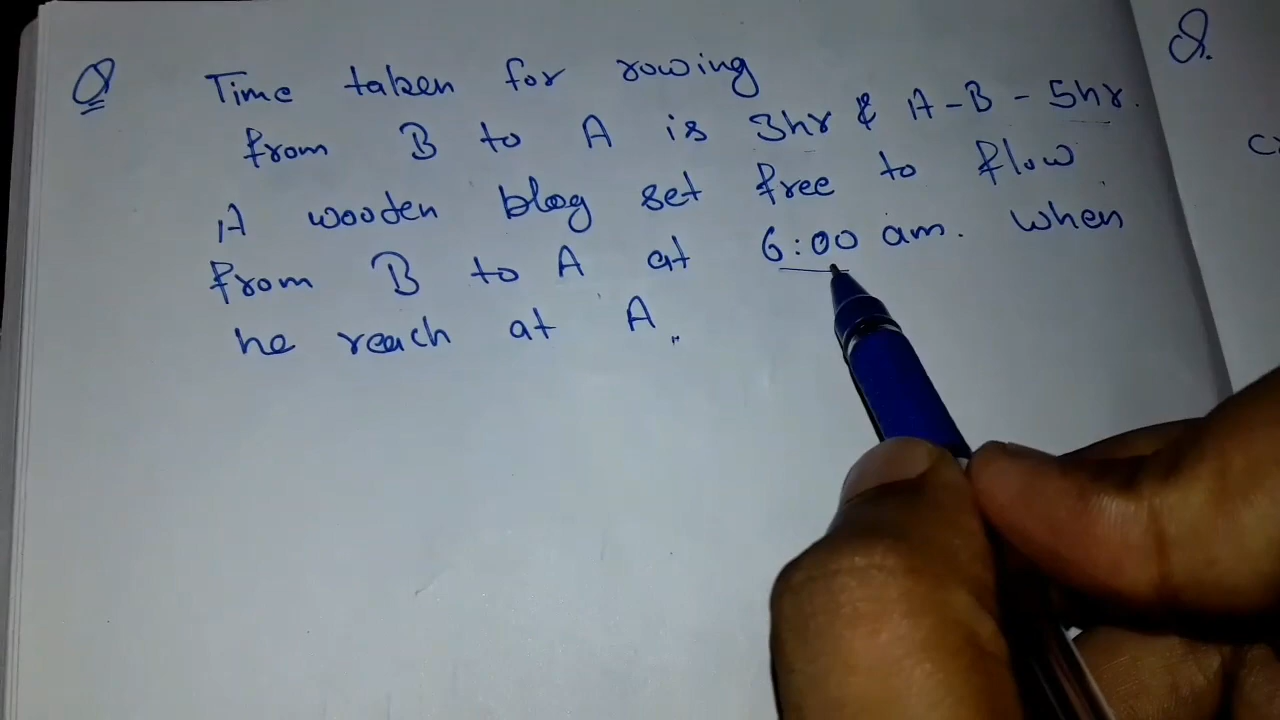 Q Time taken for rowing
from B to A is 3hr & A-B - 5hr.
A wooden blog set free to flow
from B to A at 6:00 am. When
he reach at A.
Q.